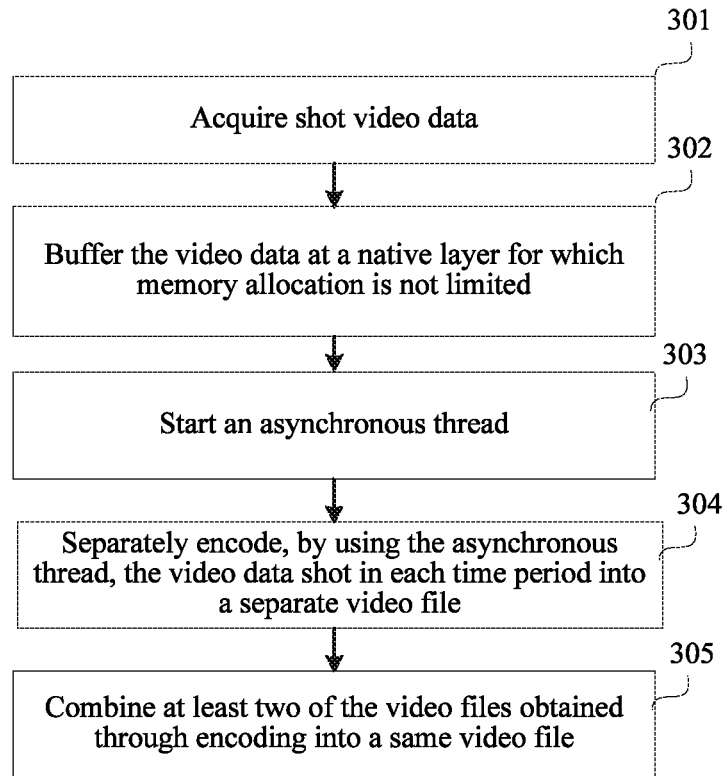 301
Acquire shot video data
302
Buffer the video data at a native layer for which
memory allocation is not limited
303
Start an asynchronous thread
304
Separately encode, by using the asynchronous
thread, the video data shot in each time period into
a separate video file
305
Combine at least two of the video files obtained
through encoding into a same video file